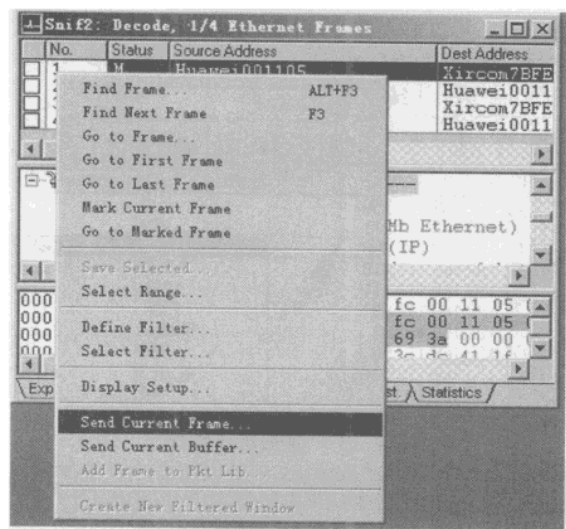 Snif2: Decode, 1/4 Ethernet Frames
No. Status Source Address Dest Address
1 M Huawei001105 Xircom7BFE
Huawei0011
Xircom7BFE
Huawei0011
Find Frame... ALT+F3
Find Next Frame F3
Go to Frame...
Go to First Frame
Go to Last Frame
Mark Current Frame
Go to Marked Frame
Mb Ethernet)
(IP)
Save Selected...
Select Range...
Define Filter...
Select Filter...
Display Setup...
Send Current Frame...
Send Current Buffer...
Add Frame to Pkt Lib...
Create New Filtered Window
000 fc 00 11 05
000 fc 00 11 05
000 69 3a 00 00
000 3c dc 41 1f
Exp st. Statistics